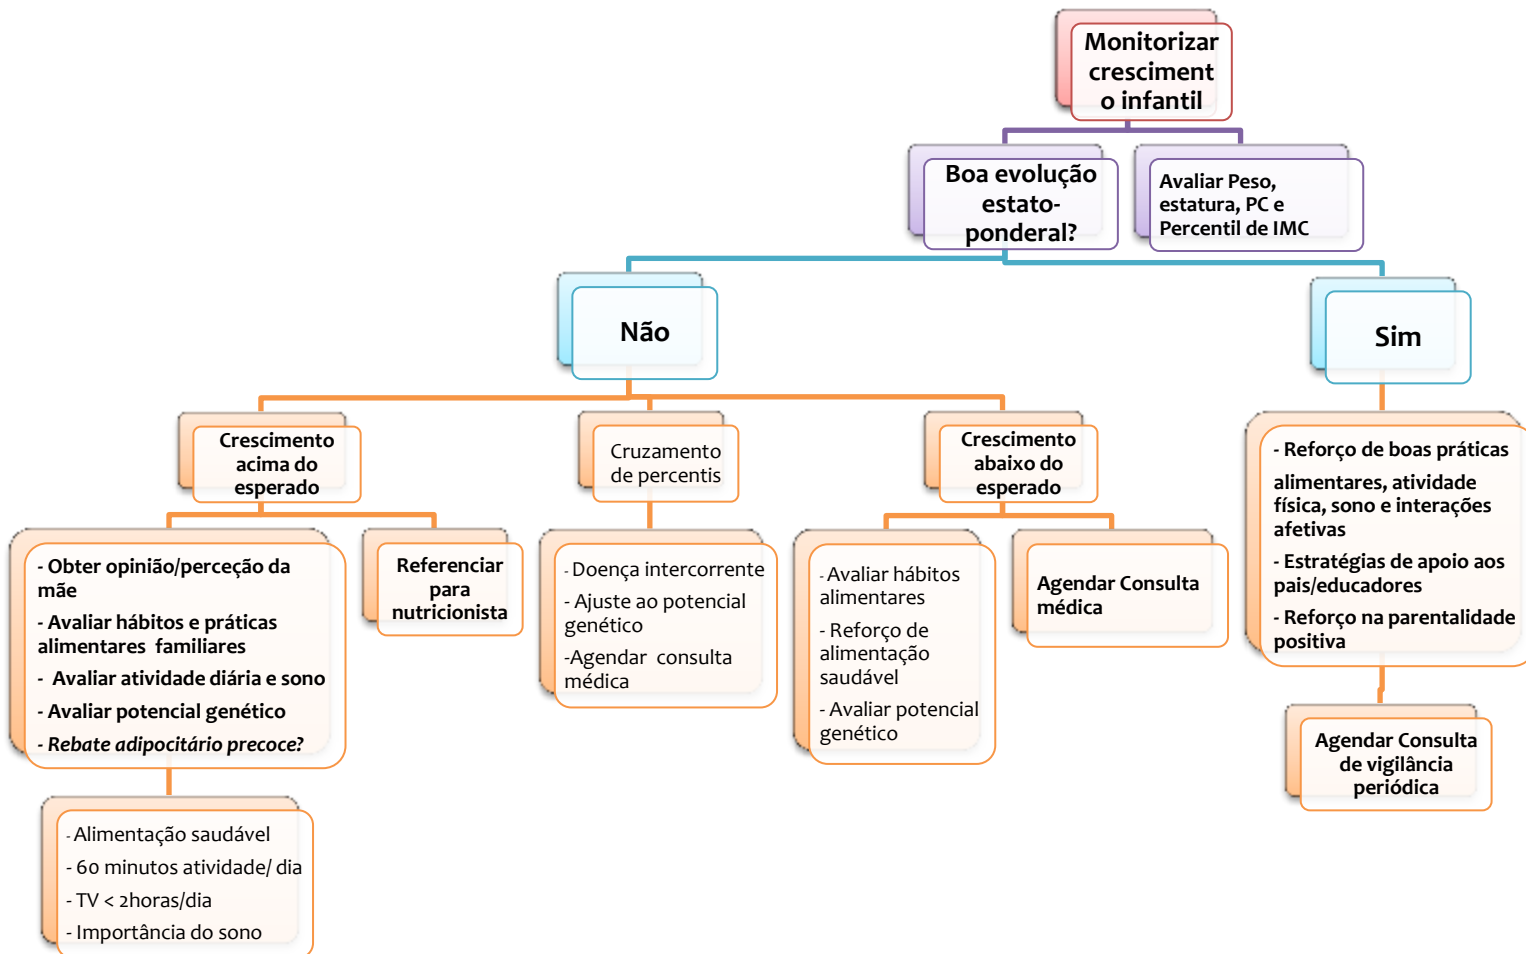 Monitorizar
cresciment
o infantil
Boa evolução
estato-
ponderal?
Avaliar Peso,
estatura, PC e
Percentil de IMC
Não
Sim
Crescimento
acima do
esperado
Cruzamento
de percentis
Crescimento
abaixo do
esperado
- Reforço de boas práticas
alimentares, atividade
física, sono e interações
afetivas
- Estratégias de apoio aos
pais/educadores
- Reforço na parentalidade
positiva
- Obter opinião/perceção da
mãe
- Avaliar hábitos e práticas
alimentares familiares
- Avaliar atividade diária e sono
- Avaliar potencial genético
- Rebate adipocitário precoce?
Referenciar
para
nutricionista
- Doença intercorrente
- Ajuste ao potencial
genético
-Agendar consulta
médica
- Avaliar hábitos
alimentares
- Reforço de
alimentação
saudável
- Avaliar potencial
genético
Agendar Consulta
médica
Agendar Consulta
de vigilância
periódica
- Alimentação saudável
- 60 minutos atividade/ dia
- TV < 2horas/dia
- Importância do sono